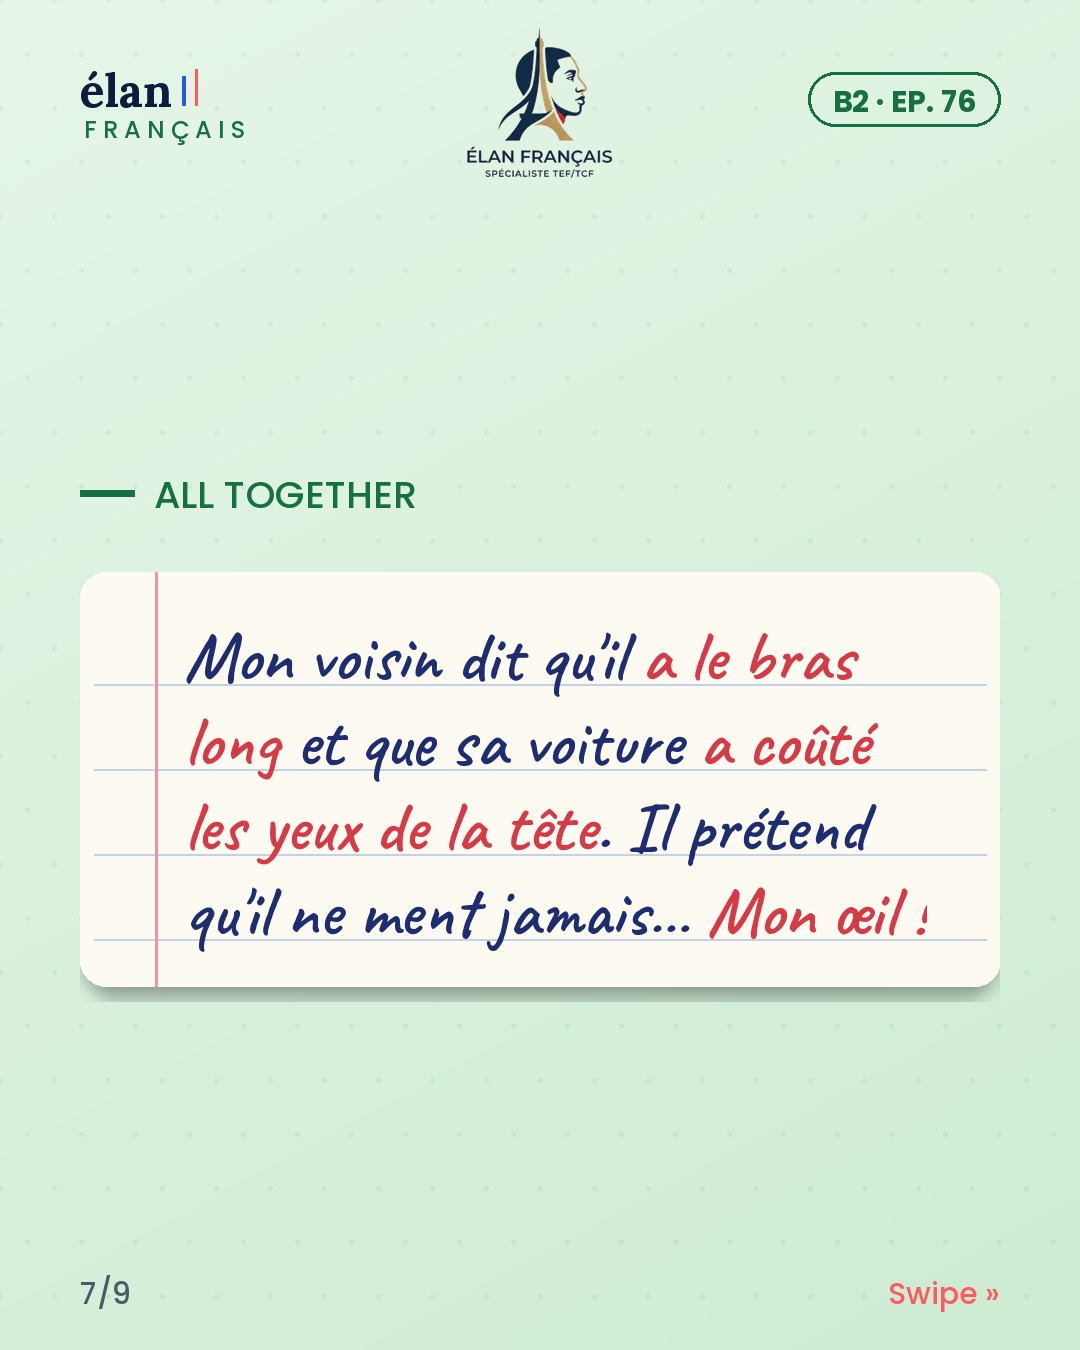 élan
FRANÇAIS
ÉLAN FRANÇAIS
SPÉCIALISTE TEF/TCF
B2 · EP. 76
ALL TOGETHER
Mon voisin dit qu'il a le bras
long et que sa voiture a coûté
les yeux de la tête. Il prétend
qu'il ne ment jamais... Mon œil !
7/9
Swipe »